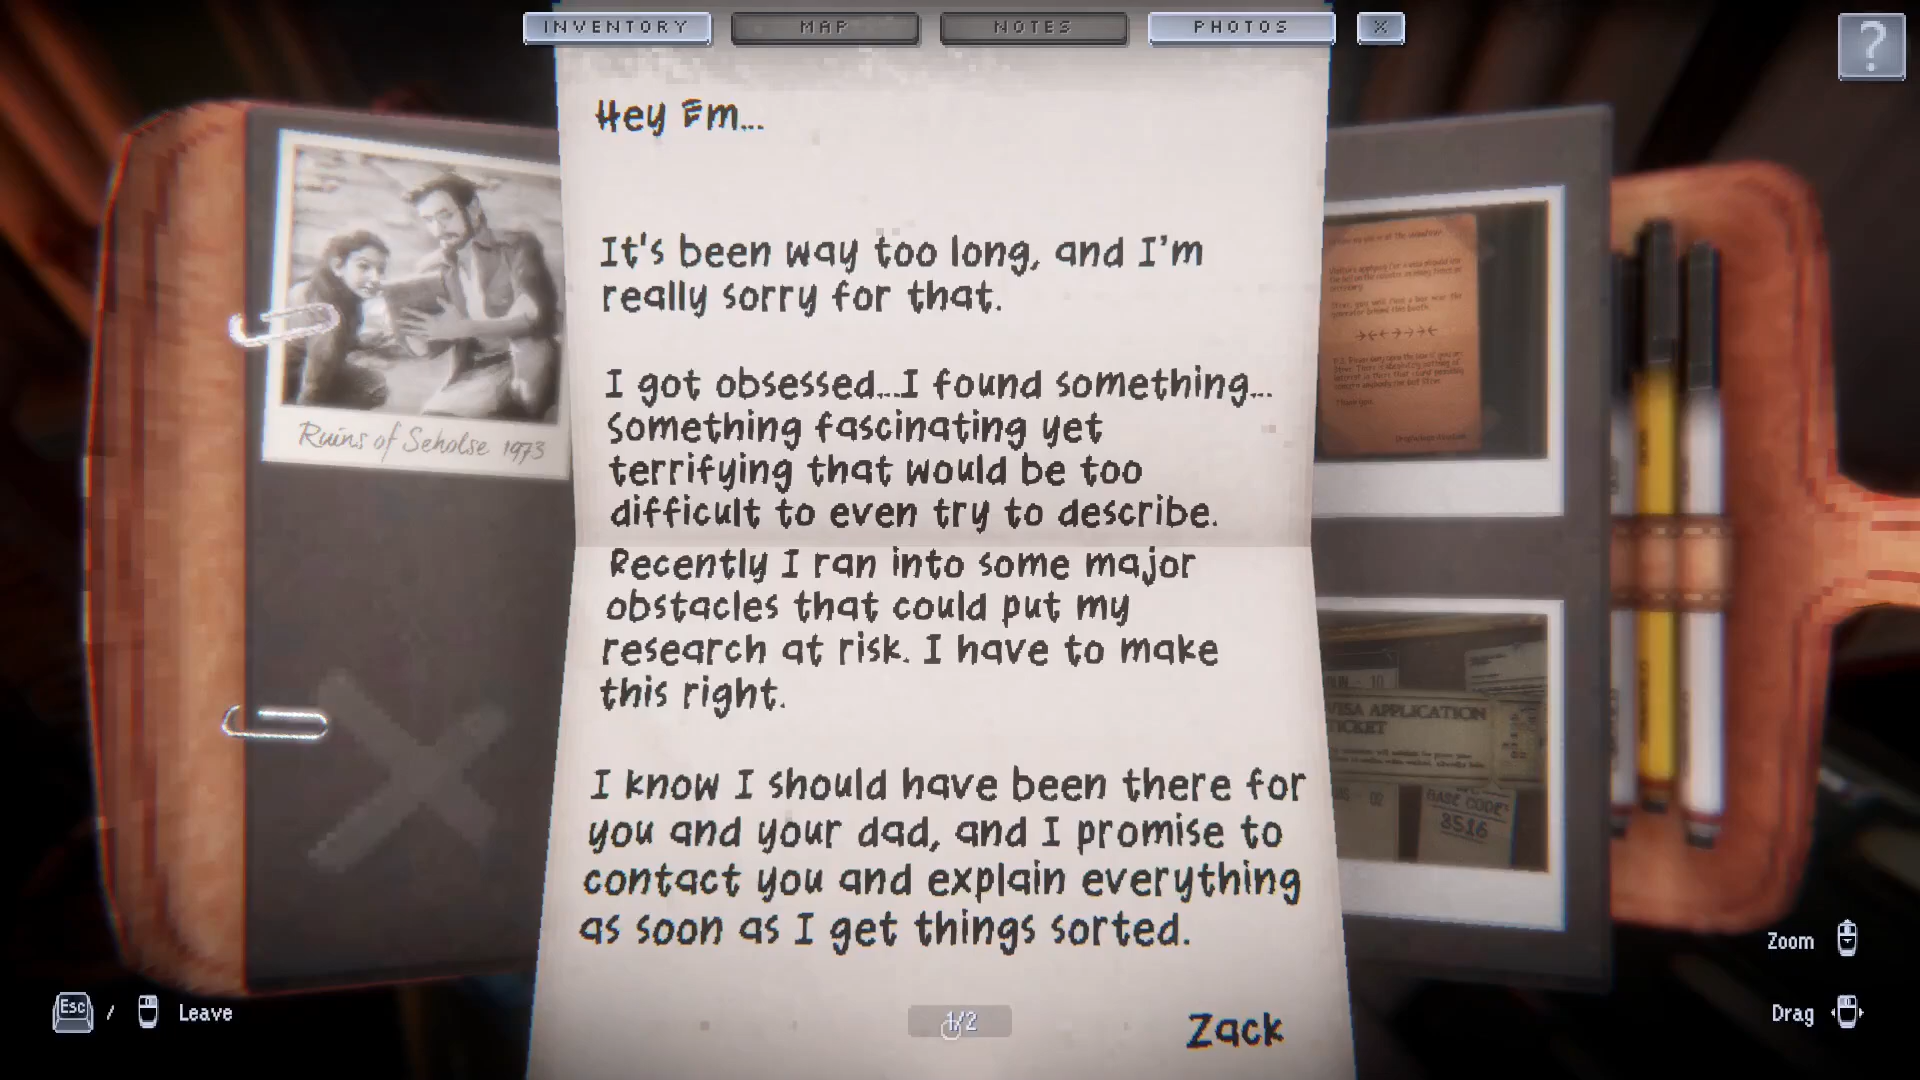 INVENTORY
MAP
NOTES
PHOTOS
X
?
Hey Em...
It's been way too long, and I'm
really sorry for that.
I got obsessed...I found something...
Something fascinating yet
terrifying that would be too
difficult to even try to describe.
Recently I ran into some major
obstacles that could put my
research at risk. I have to make
this right.
I know I should have been there for
you and your dad, and I promise to
contact you and explain everything
as soon as I get things sorted.
Zack
1/2
Ruins of Seholse 1973
VISA APPLICATION
TICKET
BASE CODE:
8516
Esc / Leave
Zoom
Drag